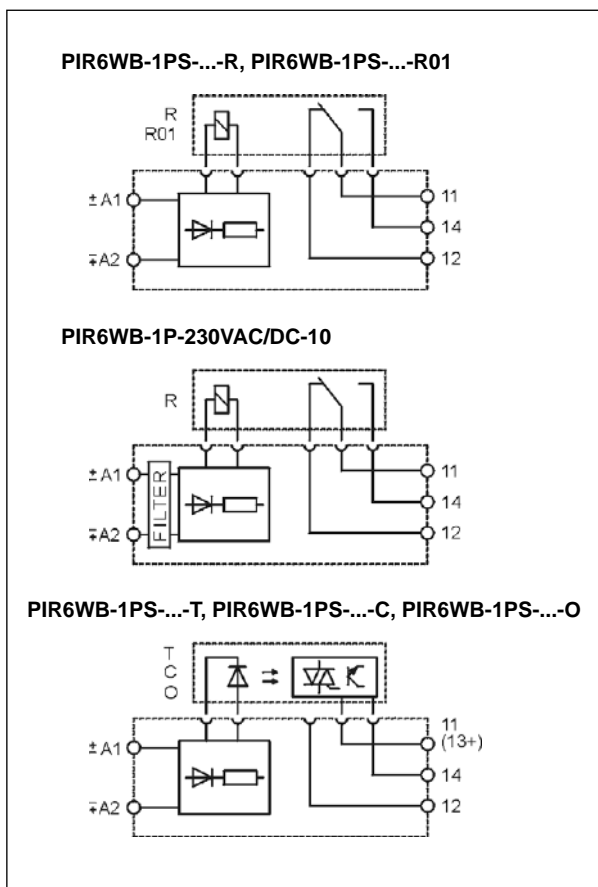 PIR6WB-1PS-...-R, PIR6WB-1PS-...-R01
R
R01
± A1
∓A2
11
14
12
PIR6WB-1P-230VAC/DC-10
R
± A1
∓A2
FILTER
11
14
12
PIR6WB-1PS-...-T, PIR6WB-1PS-...-C, PIR6WB-1PS-...-O
T
C
O
± A1
∓A2
11
(13+)
14
12